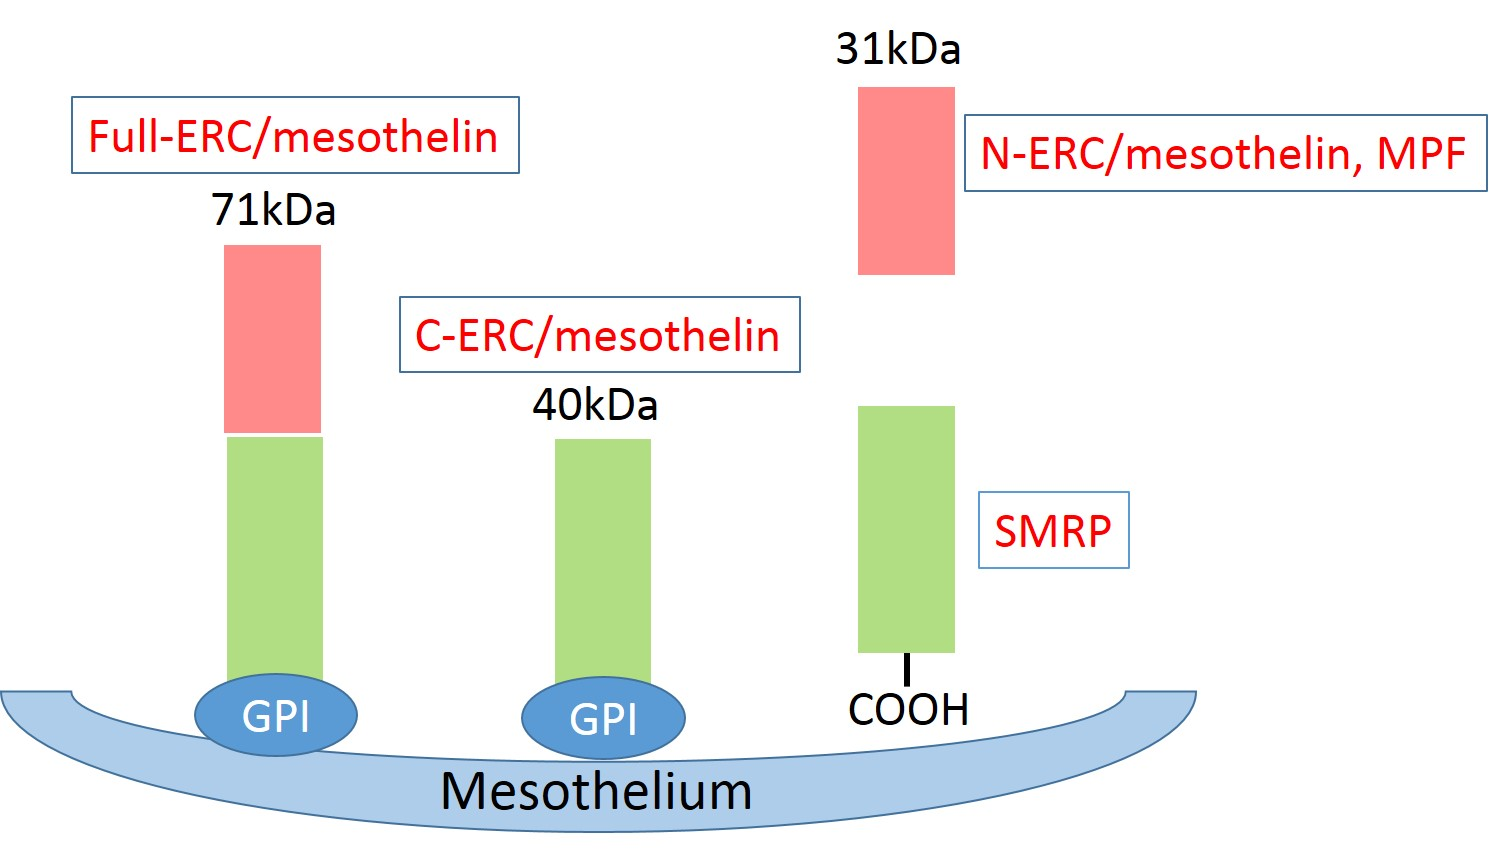 31kDa
Full-ERC/mesothelin
N-ERC/mesothelin, MPF
71kDa
C-ERC/mesothelin
40kDa
SMRP
GPI
GPI
COOH
Mesothelium